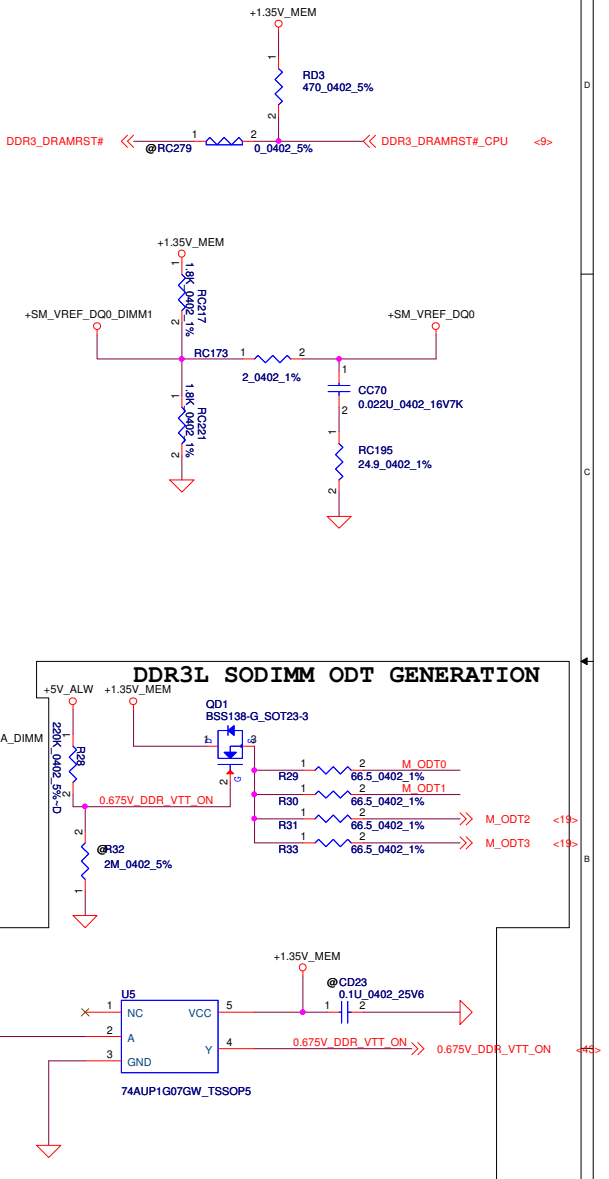 +1.35V_MEM
1
RD3
470_0402_5%
2
D
DDR3_DRAMRST#
1
2
DDR3_DRAMRST#_CPU
<9>
@RC279
0_0402_5%
+1.35V_MEM
1
1.8K_0402_1%
RC217
2
+SM_VREF_DQ0_DIMM1
+SM_VREF_DQ0
RC173
1
2
2_0402_1%
1
CC70
0.022U_0402_16V7K
2
1
1.8K_0402_1%
RC221
2
1
RC195
24.9_0402_1%
2
C
DDR3L SODIMM ODT GENERATION
+5V_ALW
+1.35V_MEM
QD1
BSS138-G_SOT23-3
A_DIMM
1
220K_0402_5%~D
R28
2
D
1
S
3
2
G
0.675V_DDR_VTT_ON
R29
1
2
M_ODT0
66.5_0402_1%
R30
1
2
M_ODT1
66.5_0402_1%
R31
1
2
M_ODT2
<19>
66.5_0402_1%
R33
1
2
M_ODT3
<19>
66.5_0402_1%
2
@R32
2M_0402_5%
1
B
+1.35V_MEM
@CD23
0.1U_0402_25V6
1
2
U5
1
NC
VCC
5
2
A
3
GND
Y
4
0.675V_DDR_VTT_ON
0.675V_DDR_VTT_ON
<43>
74AUP1G07GW_TSSOP5